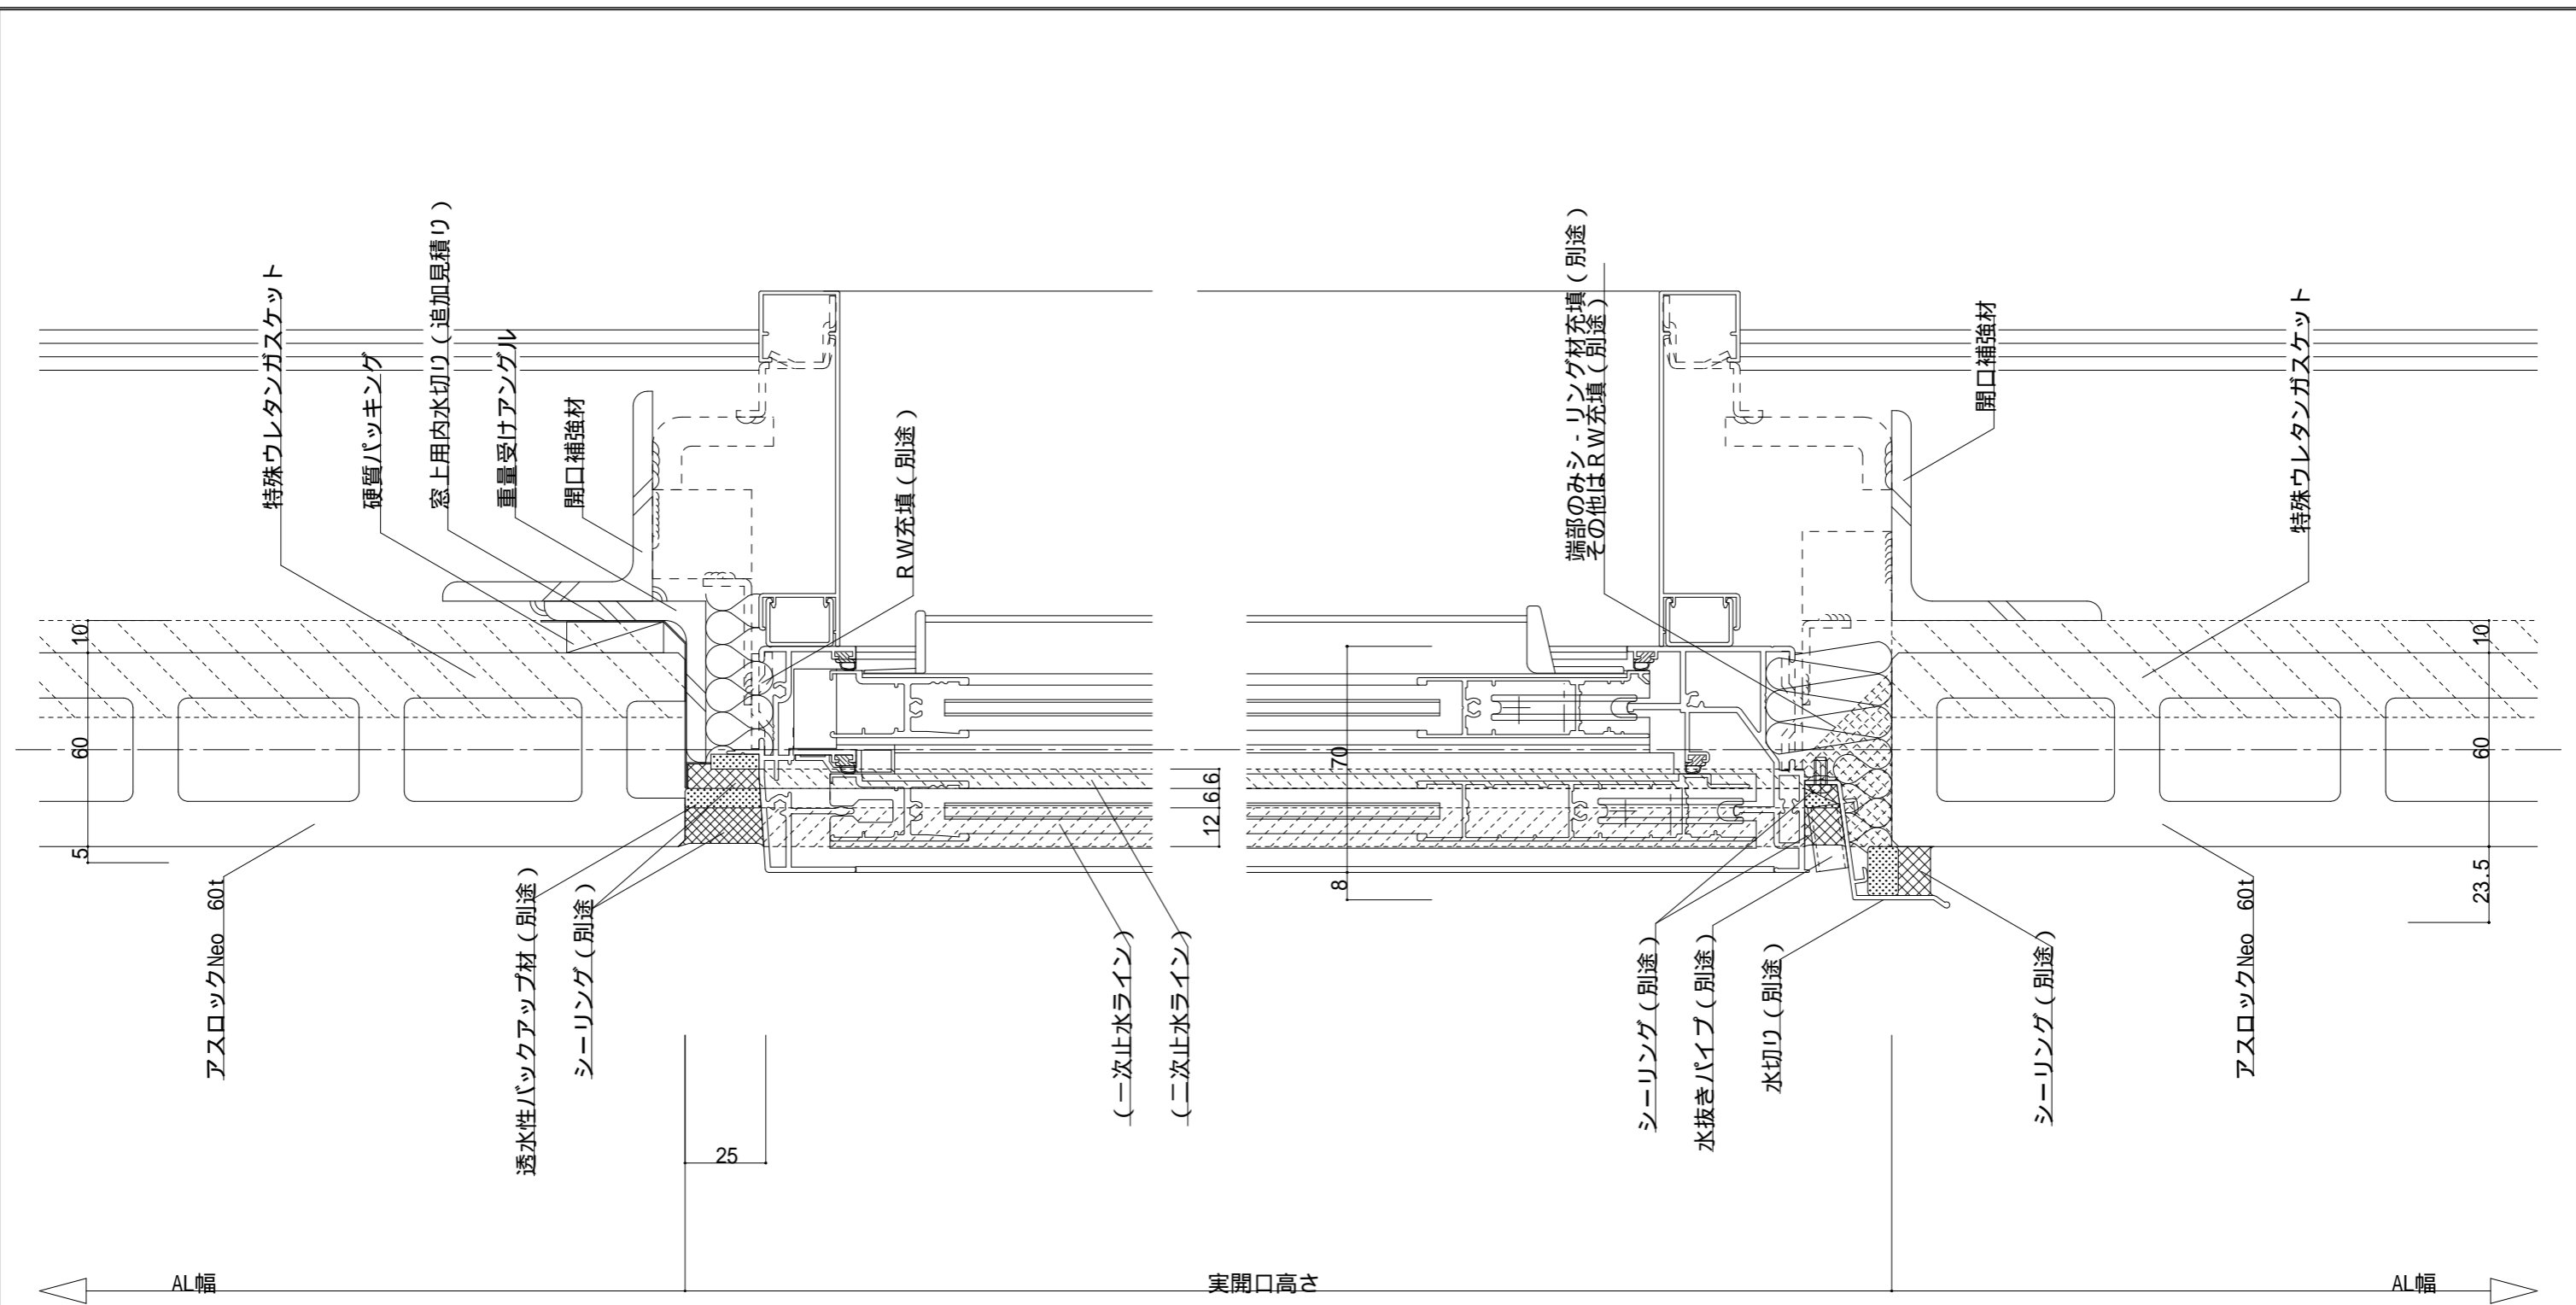 特殊ウレタンガスケット
硬質パッキング
窓上用内水切り（追加見積り）
重量受けアングル
開口補強材
ＲＷ充填（別途）
端部のみシ‐リング材充填（別途）
その他はＲＷ充填（別途）
開口補強材
特殊ウレタンガスケット
10
60
5
70
8
6
6
12
10
60
23.5
アスロックNeo 60t
透水性バックアップ材（別途）
シーリング（別途）
（一次止水ライン）
（二次止水ライン）
シーリング（別途）
水抜きパイプ（別途）
水切り（別途）
シーリング（別途）
アスロックNeo 60t
25
AL幅
実開口高さ
AL幅